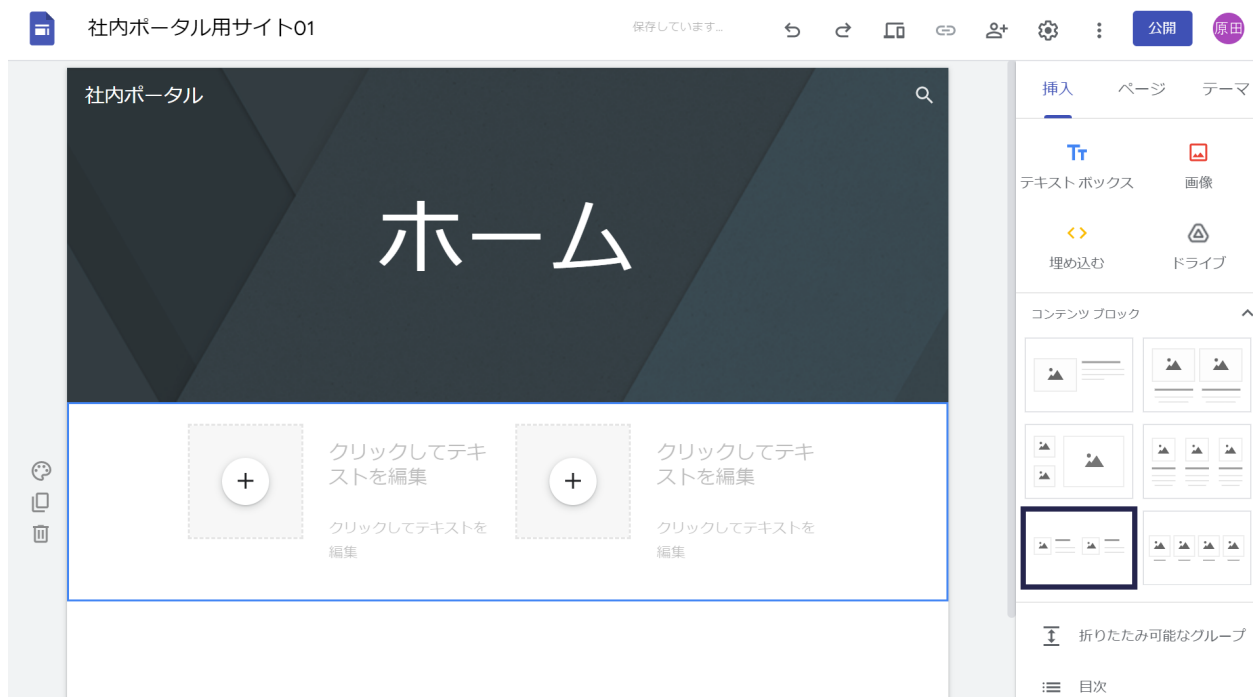 社内ポータル用サイト01
保存しています...
公開
原田
社内ポータル
ホーム
クリックしてテキ
ストを編集
クリックしてテキストを
編集
クリックしてテキ
ストを編集
クリックしてテキストを
編集
挿入
ページ
テーマ
Tт
テキスト ボックス
画像
埋め込む
ドライブ
コンテンツ ブロック
折りたたみ可能なグループ
目次